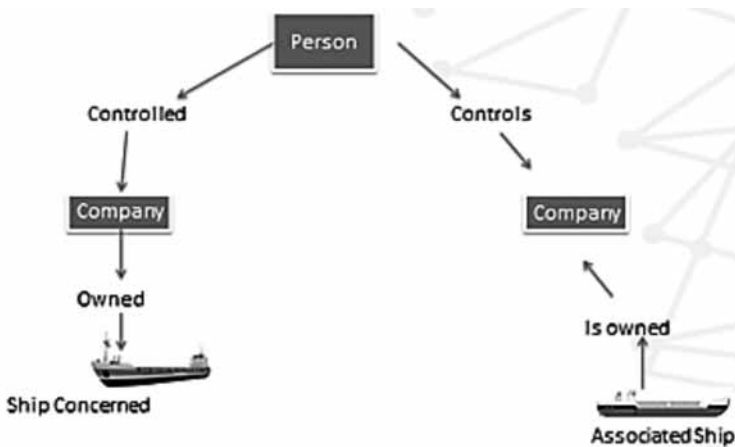 Person
Controlled
Controls
Company
Company
Owned
Is owned
Ship Concerned
Associated Ship